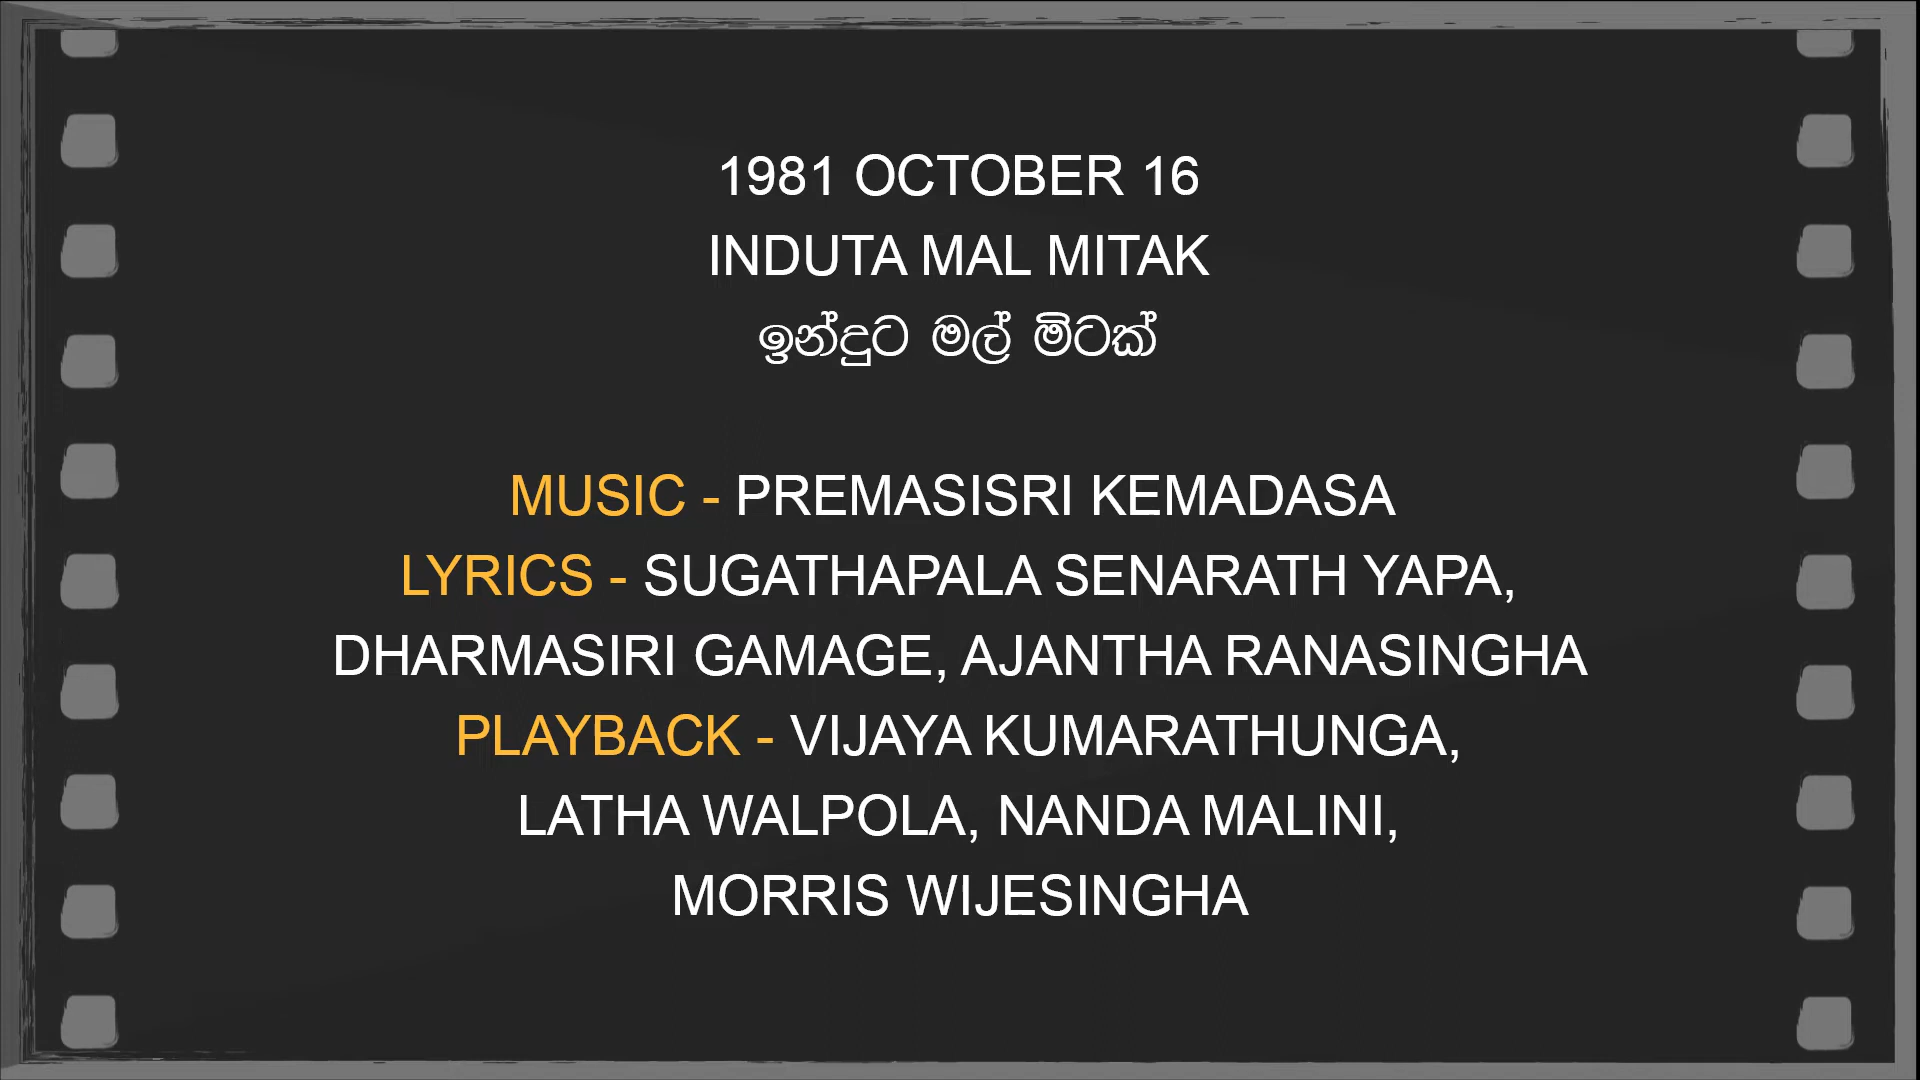 1981 OCTOBER 16
INDUTA MAL MITAK
ඉන්දුට මල් මිටක්
MUSIC - PREMASISRI KEMADASA
LYRICS - SUGATHAPALA SENARATH YAPA,
DHARMASIRI GAMAGE, AJANTHA RANASINGHA
PLAYBACK - VIJAYA KUMARATHUNGA,
LATHA WALPOLA, NANDA MALINI,
MORRIS WIJESINGHA